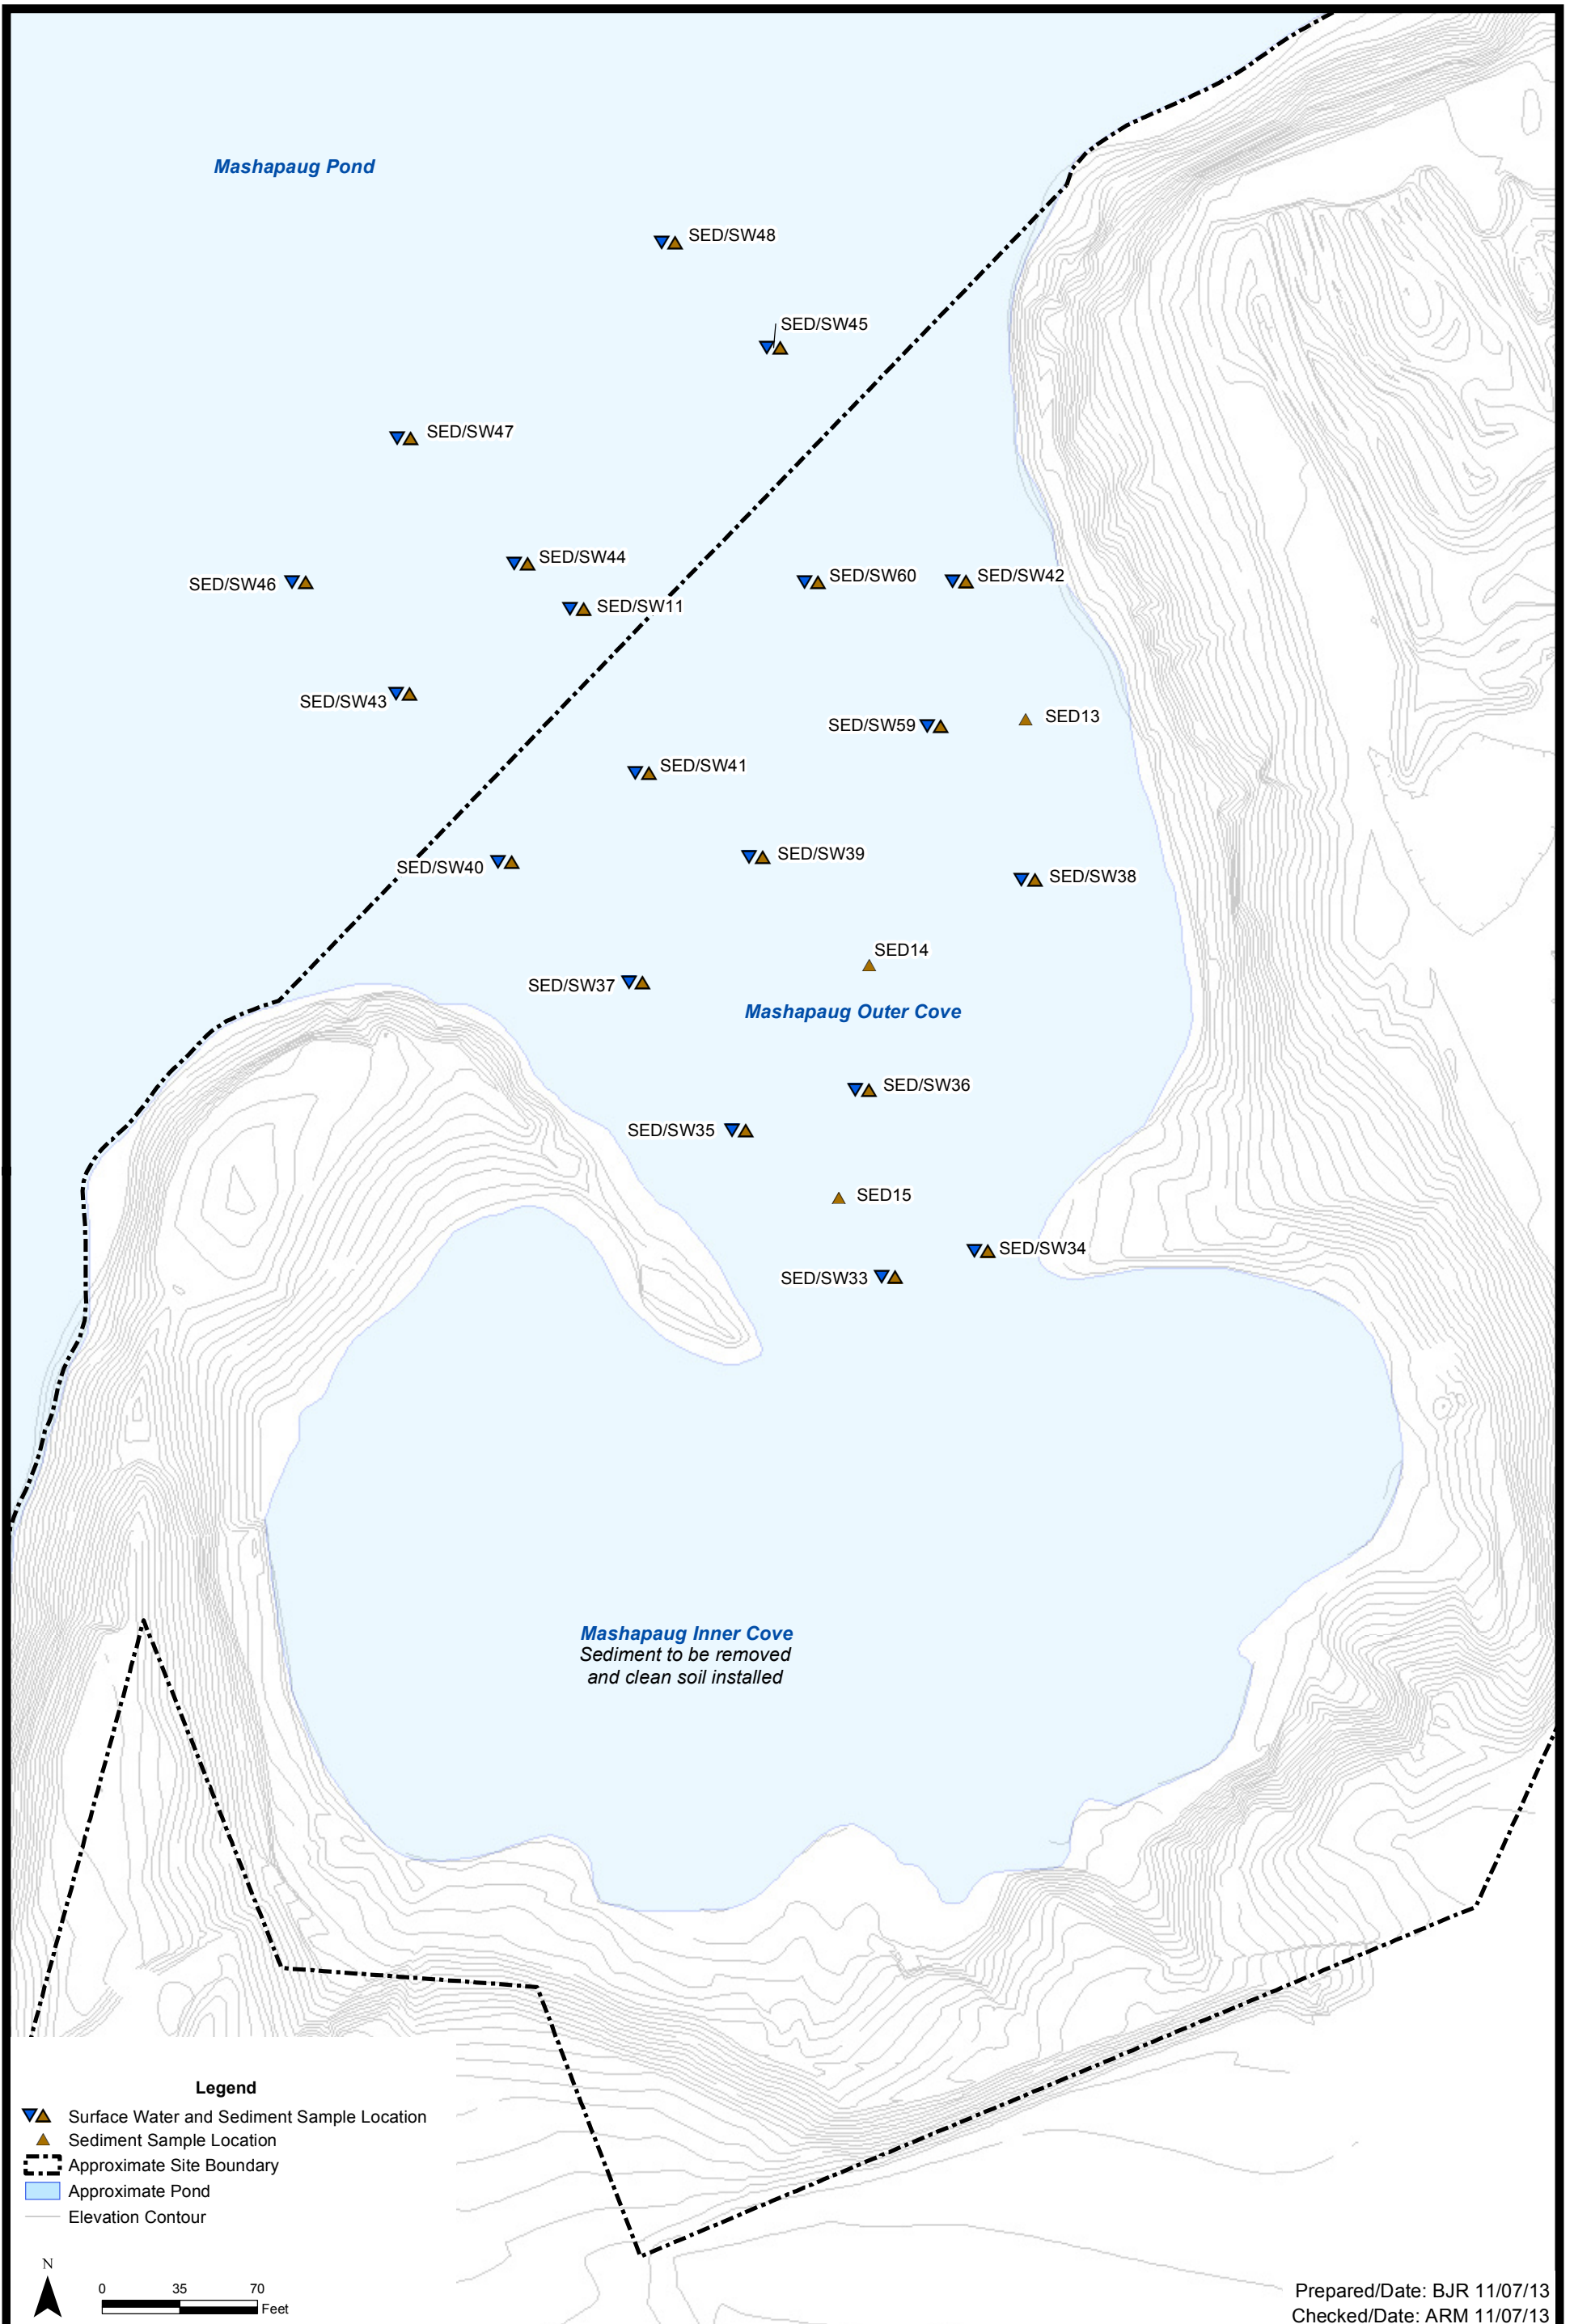 Mashapaug Pond
SED/SW48
SED/SW45
SED/SW47
SED/SW44
SED/SW46
SED/SW60
SED/SW42
SED/SW11
SED/SW43
SED13
SED/SW59
SED/SW41
SED/SW39
SED/SW40
SED/SW38
SED14
SED/SW37
Mashapaug Outer Cove
SED/SW36
SED/SW35
SED15
SED/SW34
SED/SW33
Mashapaug Inner Cove
Sediment to be removed
and clean soil installed
Legend
Surface Water and Sediment Sample Location
Sediment Sample Location
Approximate Site Boundary
Approximate Pond
Elevation Contour
N
0 35 70
Feet
Prepared/Date: BJR 11/07/13
Checked/Date: ARM 11/07/13